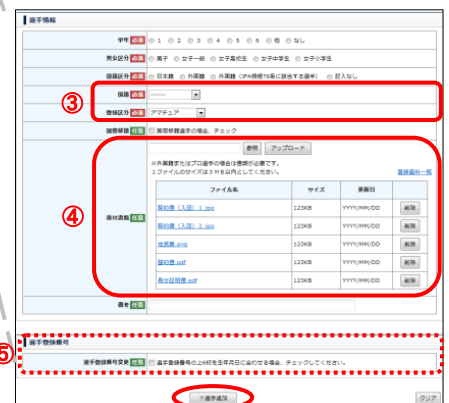 選手情報
学年 必須 1 2 3 4 5 6 他 なし
男女区分 必須 男子 女子一般 女子高校生 女子中学生 女子小学生
国籍区分 必須 日本籍 外国籍 外国籍（JFA規程76条に該当する選手） 記入なし
③ 国籍 必須 ------
登録区分 必須 アマチュア
国際移籍 任意 国際移籍選手の場合、チェック
参照 アップロード
※外国籍またはプロ選手の場合は書類が必要です。
１ファイルのサイズは３ＭＢ以内としてください。 登録資料一覧
ファイル名 サイズ 更新日
④ 添付書類 任意
契約書（入団）１.jpg 123KB YYYY/MM/DD 削除
契約書（入団）２.jpg 123KB YYYY/MM/DD 削除
住民票.png 123KB YYYY/MM/DD 削除
契約書.pdf 123KB YYYY/MM/DD 削除
身分証明書.pdf 123KB YYYY/MM/DD 削除
備考 任意
選手登録番号
⑤ 選手登録番号変更 任意 選手登録番号の上6桁を生年月日に合わせる場合、チェックしてください。
選手追加 クリア